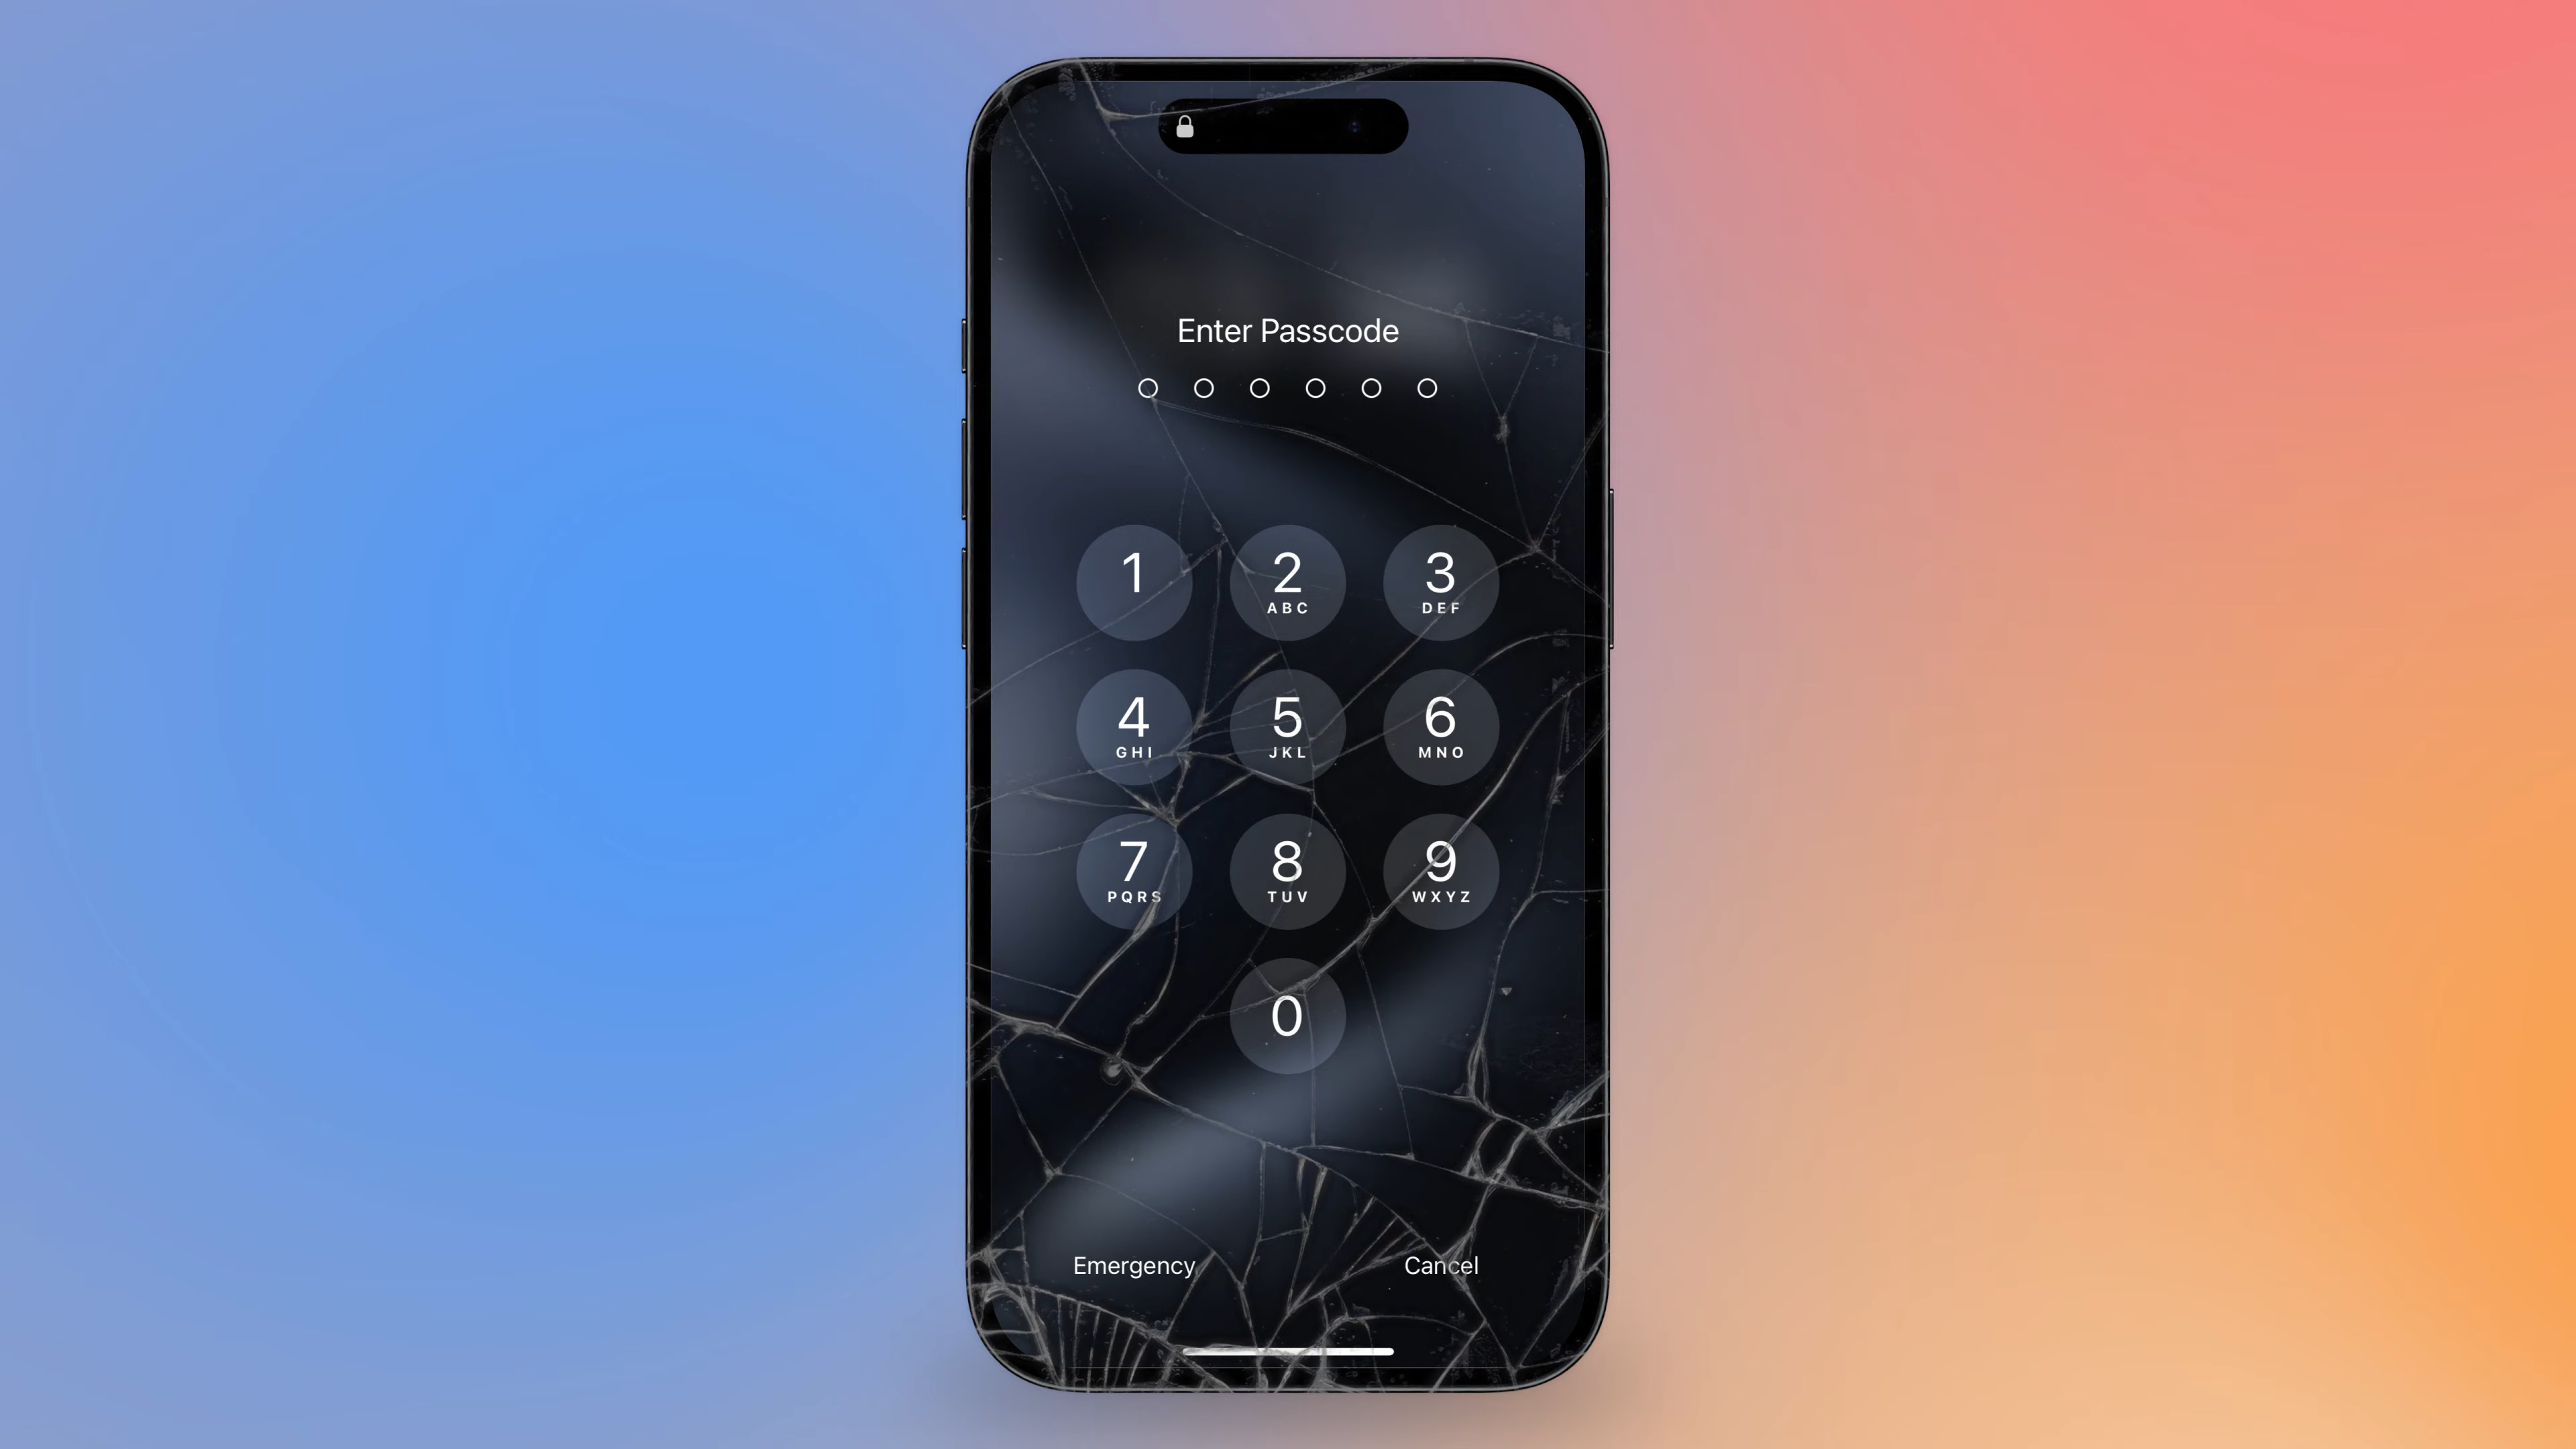 Enter Passcode
1 2 3
ABC DEF
4 5 6
GHI JKL MNO
7 8 9
PQRS TUV WXYZ
0
Emergency Cancel